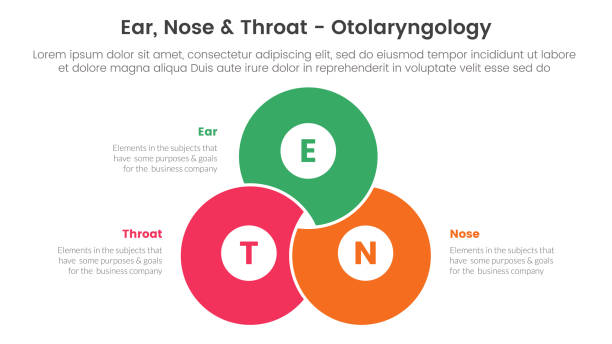 Ear, Nose & Throat - Otolaryngology
Lorem ipsum dolor sit amet, consectetur adipiscing elit, sed do eiusmod tempor incididunt ut labore
et dolore magna aliqua Duis aute irure dolor in reprehenderit in voluptate velit esse sed do
Ear
Elements in the subjects that
have some purposes & goals
for the business company
E
Throat
Elements in the subjects that
have some purposes & goals
for the business company
T
N
Nose
Elements in the subjects that
have some purposes & goals
for the business company